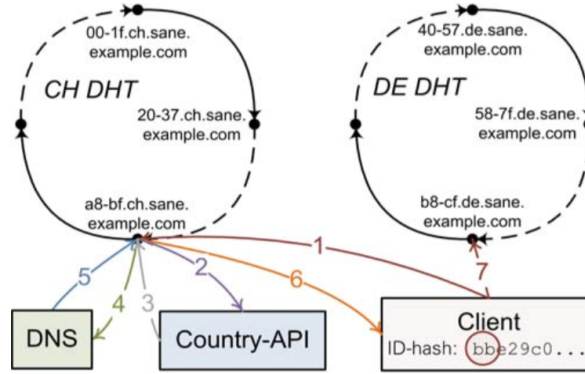 00-1f.ch.sane.
example.com
CH DHT
20-37.ch.sane.
example.com
a8-bf.ch.sane.
example.com
40-57.de.sane.
example.com
DE DHT
58-7f.de.sane.
example.com
b8-cf.de.sane.
example.com
1
7
5
2
6
4
3
DNS
Country-API
Client
ID-hash: bbe29c0...